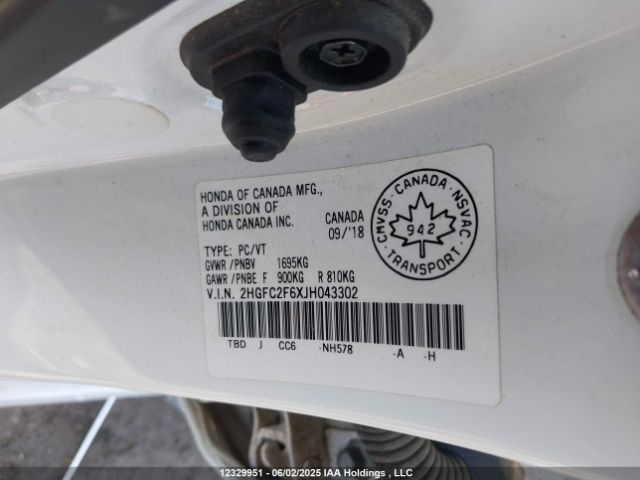 HONDA OF CANADA MFG.,
A DIVISION OF
HONDA CANADA INC.
CANADA
09/'18
TYPE: PC/VT
GVWR/PNBV 1695KG
GAWR/PNBE F 900KG R 810KG
V.I.N. 2HGFC2F6XJH043302
TBD J CC6 -NH578 -A -H
CMVSS · CANADA · NSVAC
942
TRANSPORT
12329951 - 06/02/2025 IAA Holdings , LLC